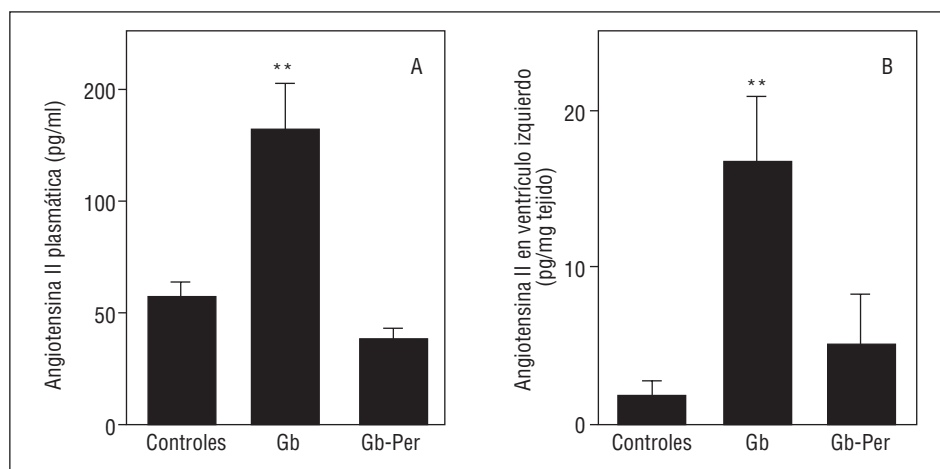 Angiotensina II plasmática (pg/ml)
200
100
50
0
**
A
Controles Gb Gb-Per
Angiotensina II en ventrículo izquierdo
(pg/mg tejido)
20
10
0
**
B
Controles Gb Gb-Per